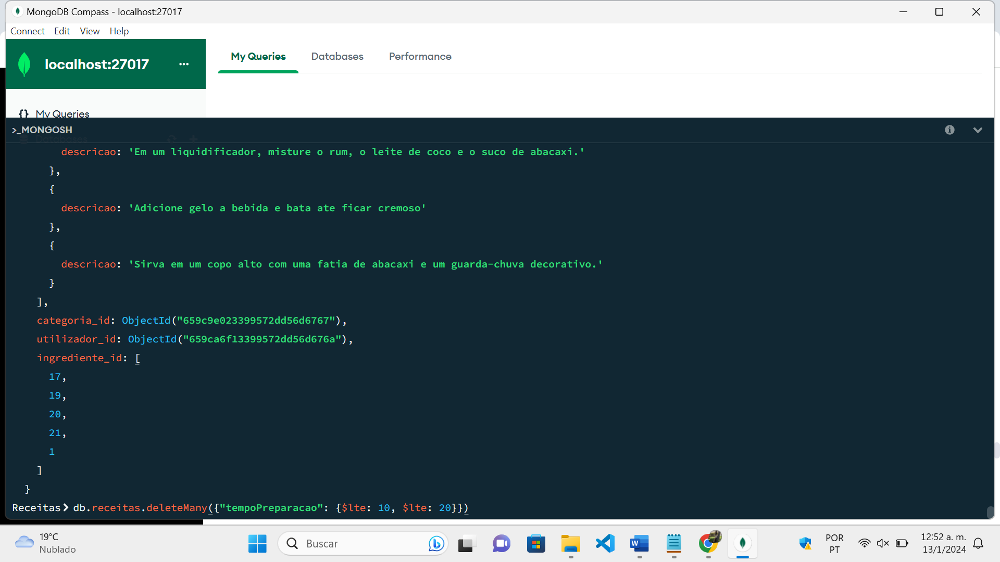 MongoDB Compass - localhost:27017
Connect Edit View Help
localhost:27017 ...
My Queries Databases Performance
{} My Queries
>_MONGOSH
Databases
descricao: 'Em um liquidificador, misture o rum, o leite de coco e o suco de abacaxi.'
},
{
descricao: 'Adicione gelo a bebida e bata ate ficar cremoso'
},
{
descricao: 'Sirva em um copo alto com uma fatia de abacaxi e um guarda-chuva decorativo.'
}
],
categoria_id: ObjectId("659c9e023399572dd56d6767"),
utilizador_id: ObjectId("659ca6f13399572dd56d676a"),
ingrediente_id: [
17,
19,
20,
21,
1
]
}
Receitas> db.receitas.deleteMany({"tempoPreparacao": {$lte: 10, $lte: 20}})
19°C
Nublado
Buscar
POR
PT
12:52 a. m.
13/1/2024